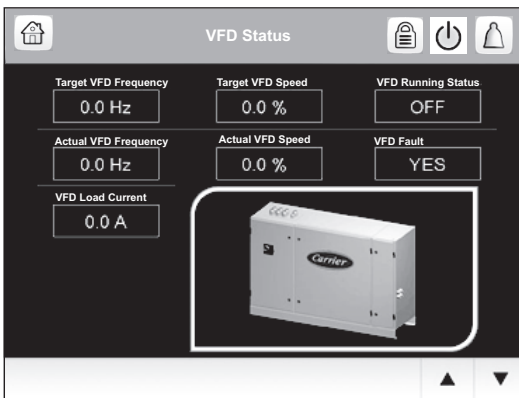 VFD Status
Target VFD Frequency
Target VFD Speed
VFD Running Status
0.0 Hz
0.0 %
OFF
Actual VFD Frequency
Actual VFD Speed
VFD Fault
0.0 Hz
0.0 %
YES
VFD Load Current
0.0 A
Carrier